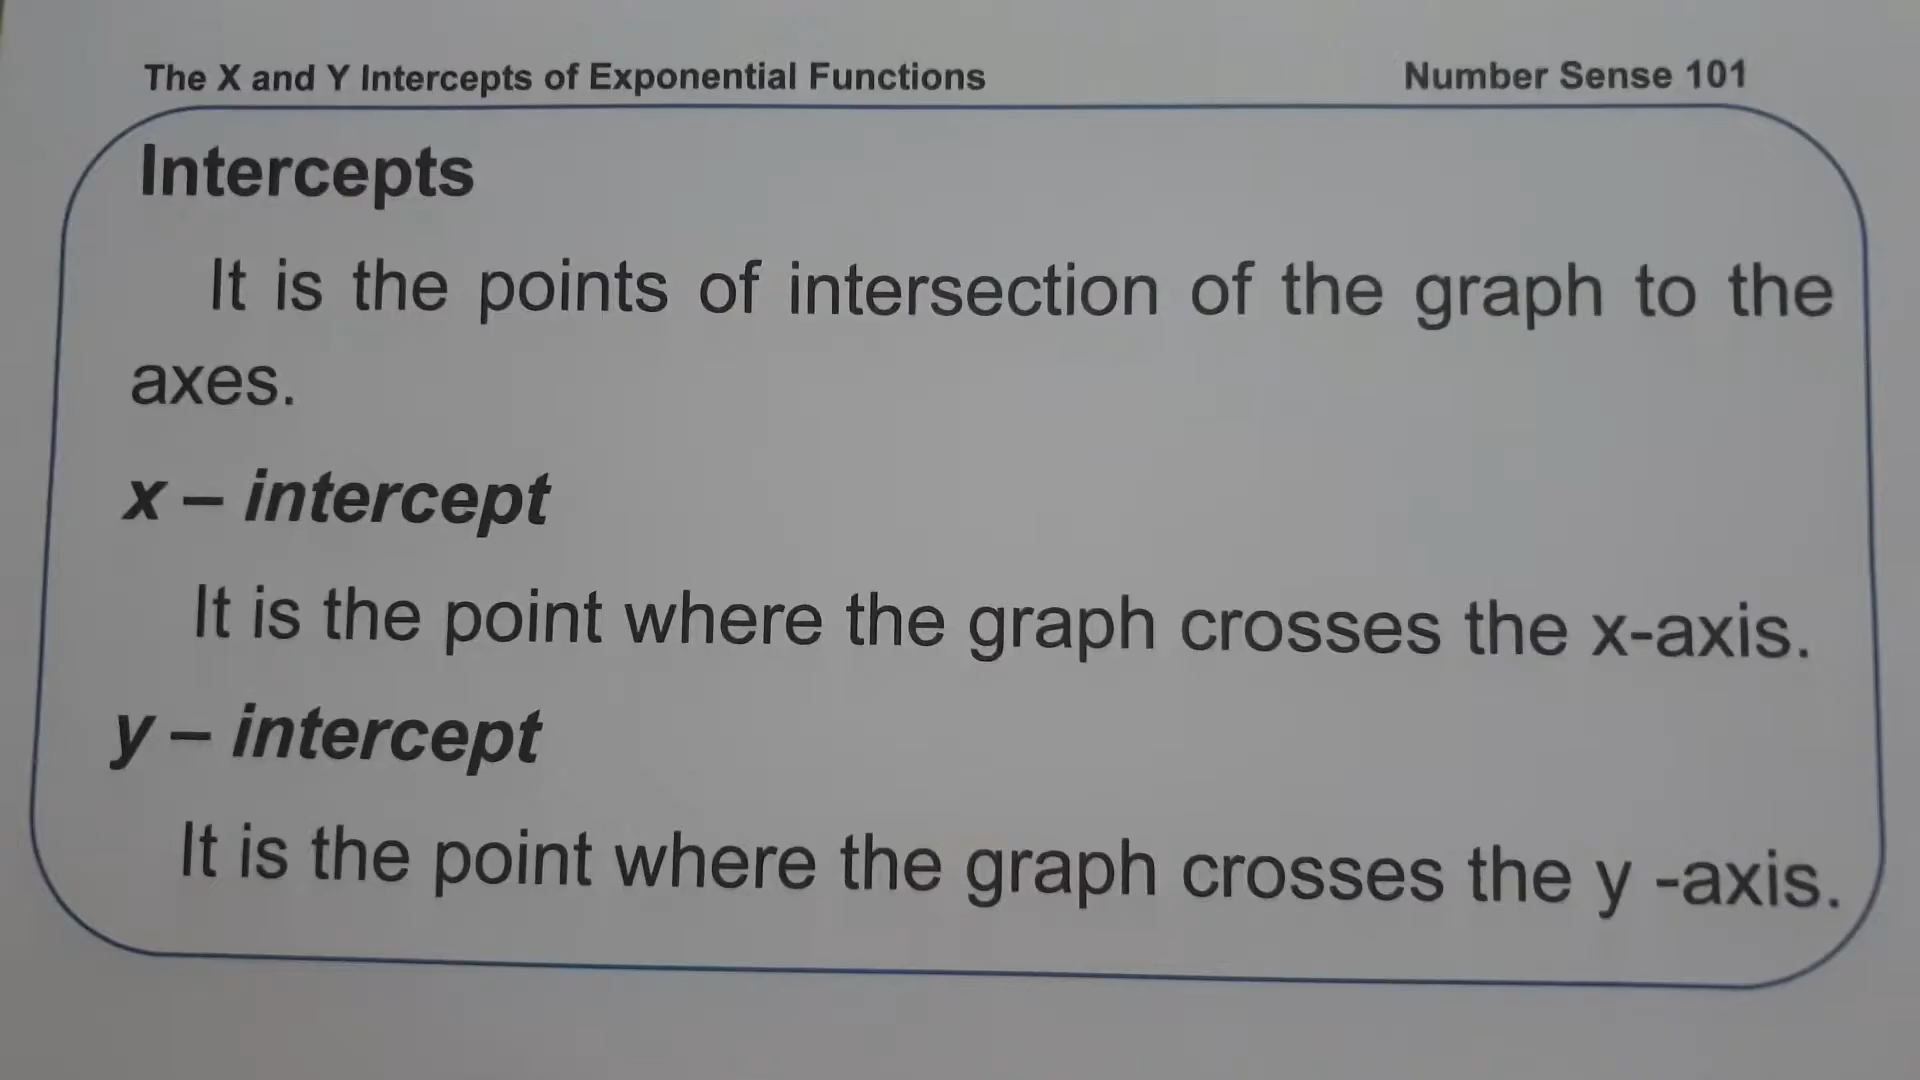 The X and Y Intercepts of Exponential Functions Number Sense 101
Intercepts
It is the points of intersection of the graph to the
axes.
x – intercept
It is the point where the graph crosses the x-axis.
y – intercept
It is the point where the graph crosses the y -axis.